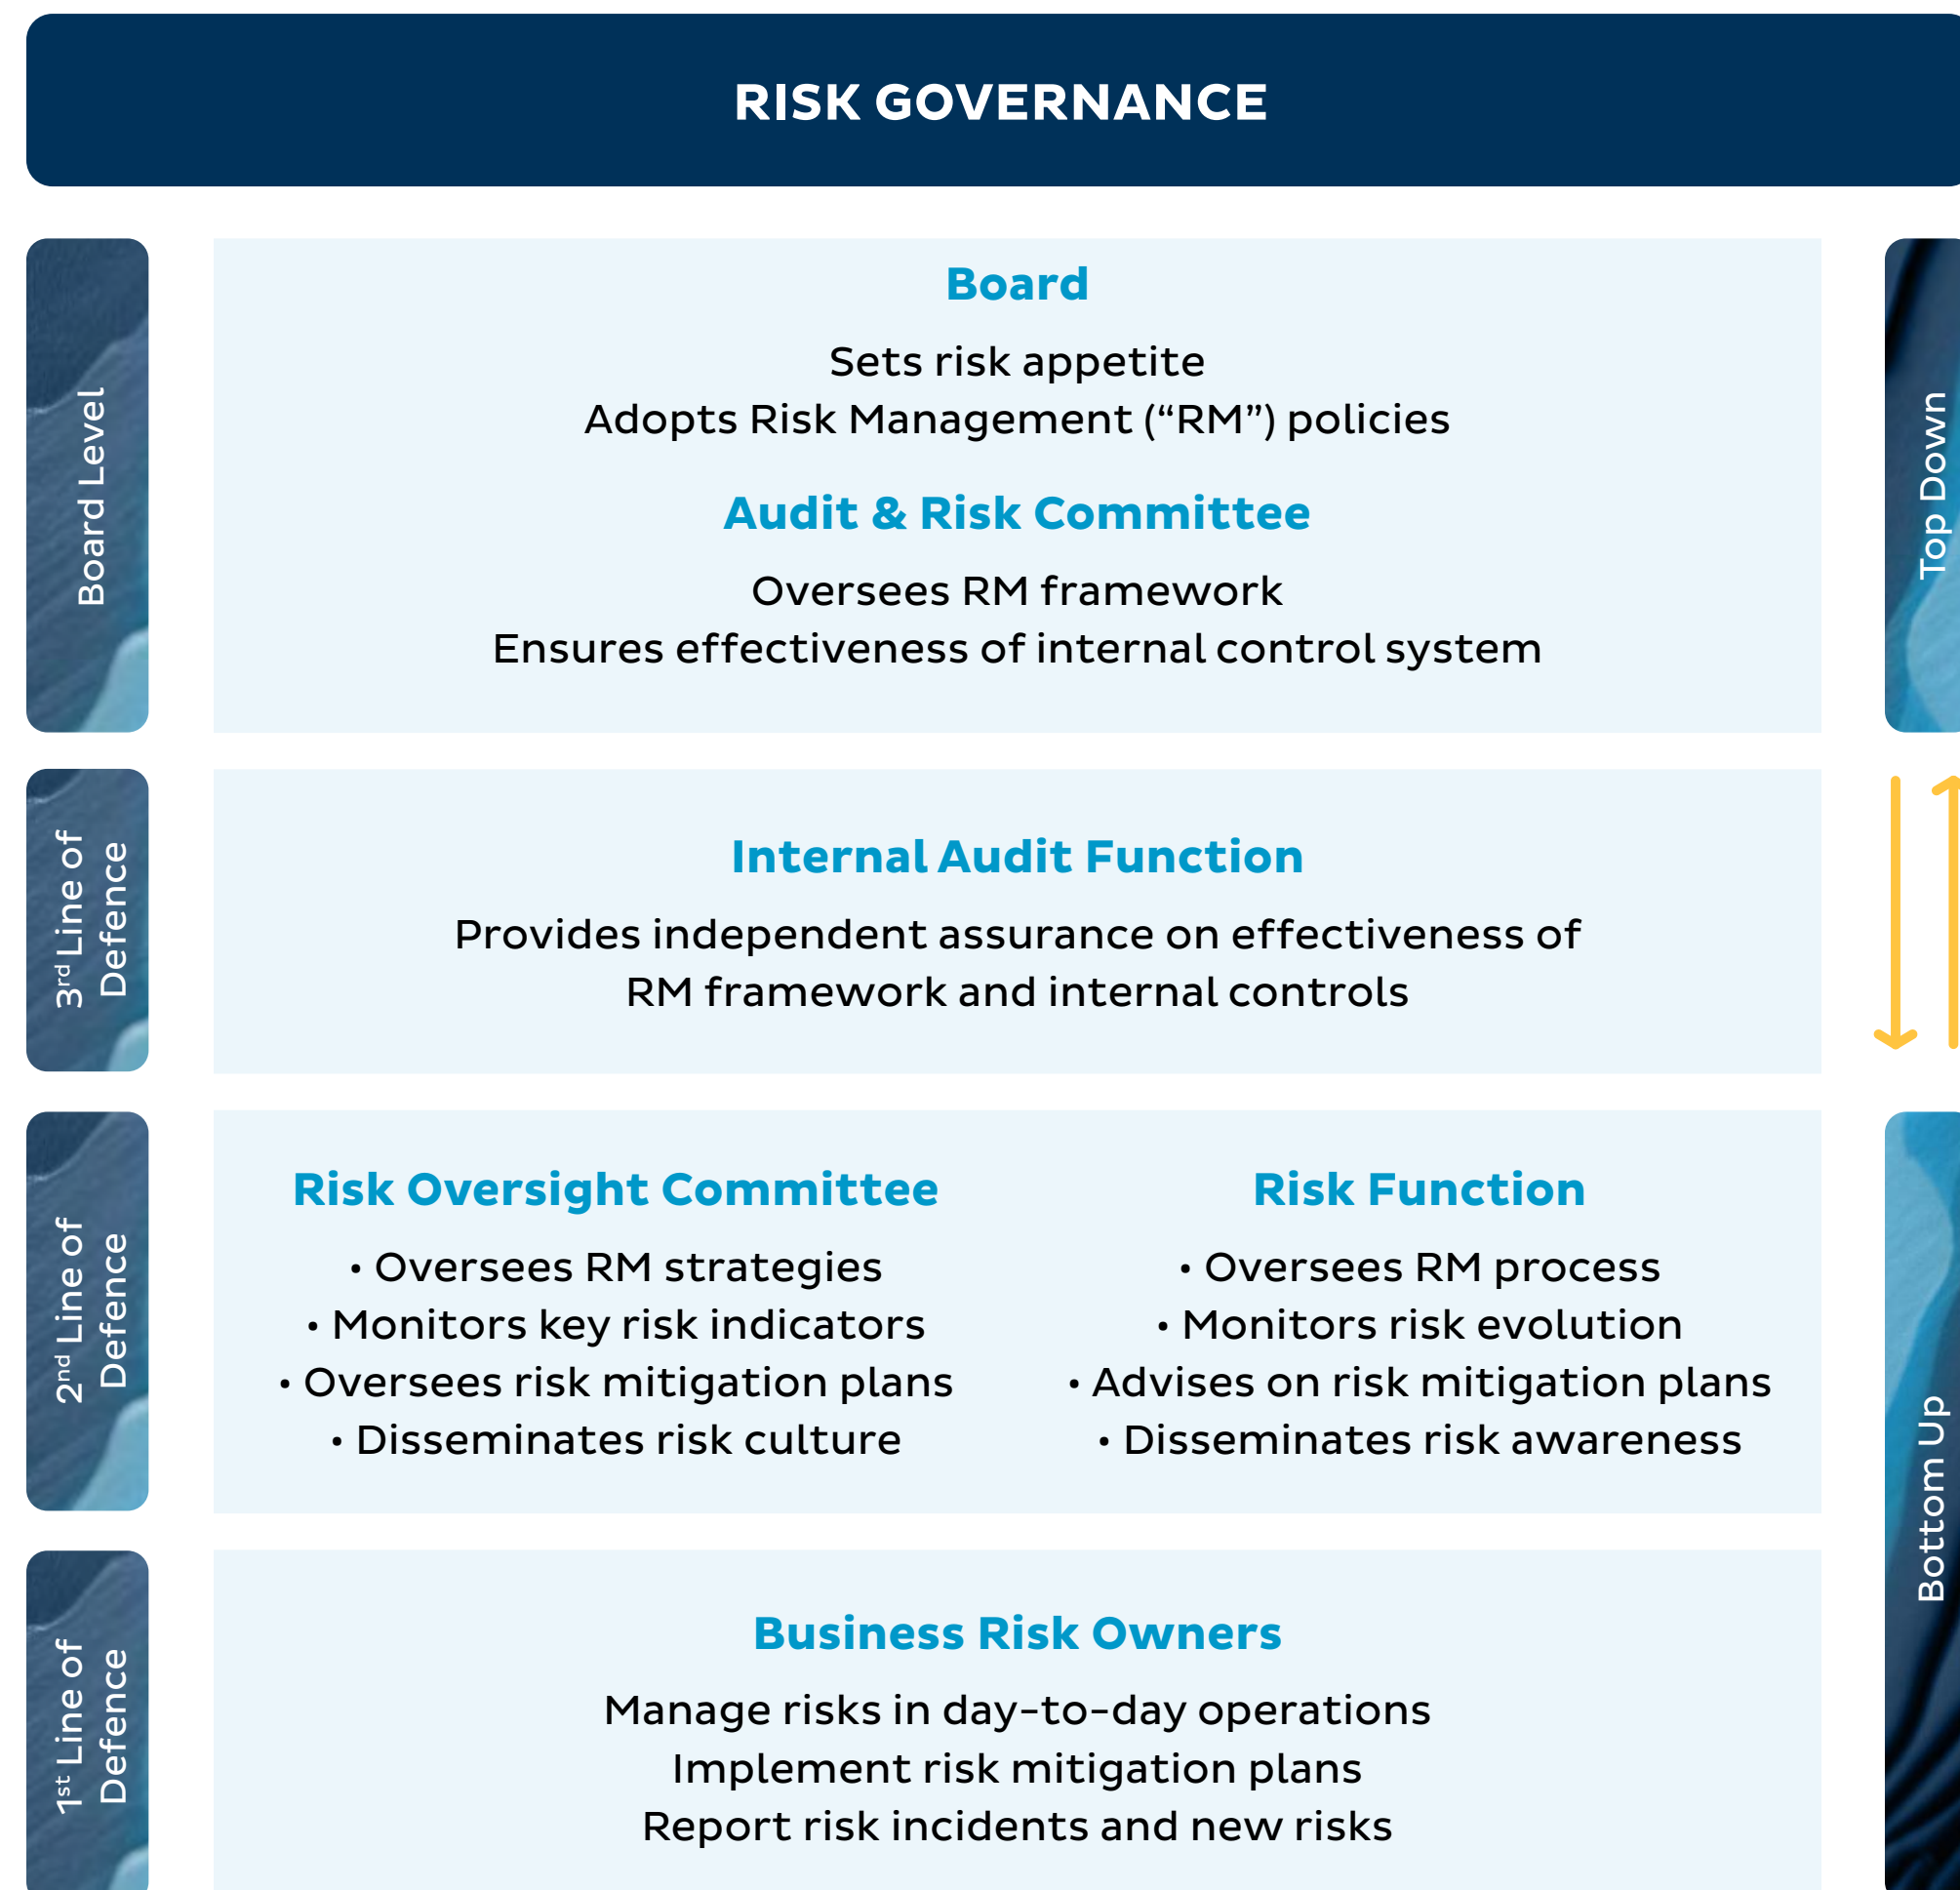 RISK GOVERNANCE
Board Level
Board
Sets risk appetite
Adopts Risk Management (“RM”) policies
Audit & Risk Committee
Oversees RM framework
Ensures effectiveness of internal control system
Top Down
3rd Line of
Defence
Internal Audit Function
Provides independent assurance on effectiveness of
RM framework and internal controls
2nd Line of
Defence
Risk Oversight Committee
• Oversees RM strategies
• Monitors key risk indicators
• Oversees risk mitigation plans
• Disseminates risk culture
Risk Function
• Oversees RM process
• Monitors risk evolution
• Advises on risk mitigation plans
• Disseminates risk awareness
Bottom Up
1st Line of
Defence
Business Risk Owners
Manage risks in day-to-day operations
Implement risk mitigation plans
Report risk incidents and new risks